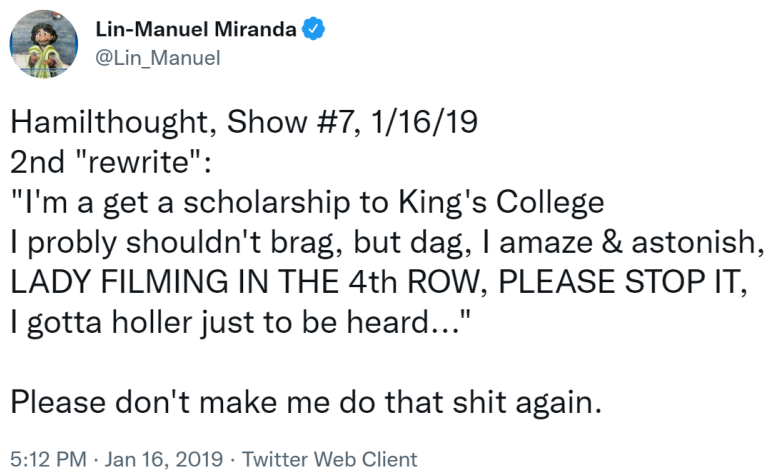 Lin-Manuel Miranda
@Lin_Manuel
Hamilthought, Show #7, 1/16/19
2nd "rewrite":
"I'm a get a scholarship to King's College
I probly shouldn't brag, but dag, I amaze & astonish,
LADY FILMING IN THE 4th ROW, PLEASE STOP IT,
I gotta holler just to be heard..."
Please don't make me do that shit again.
5:12 PM · Jan 16, 2019 · Twitter Web Client